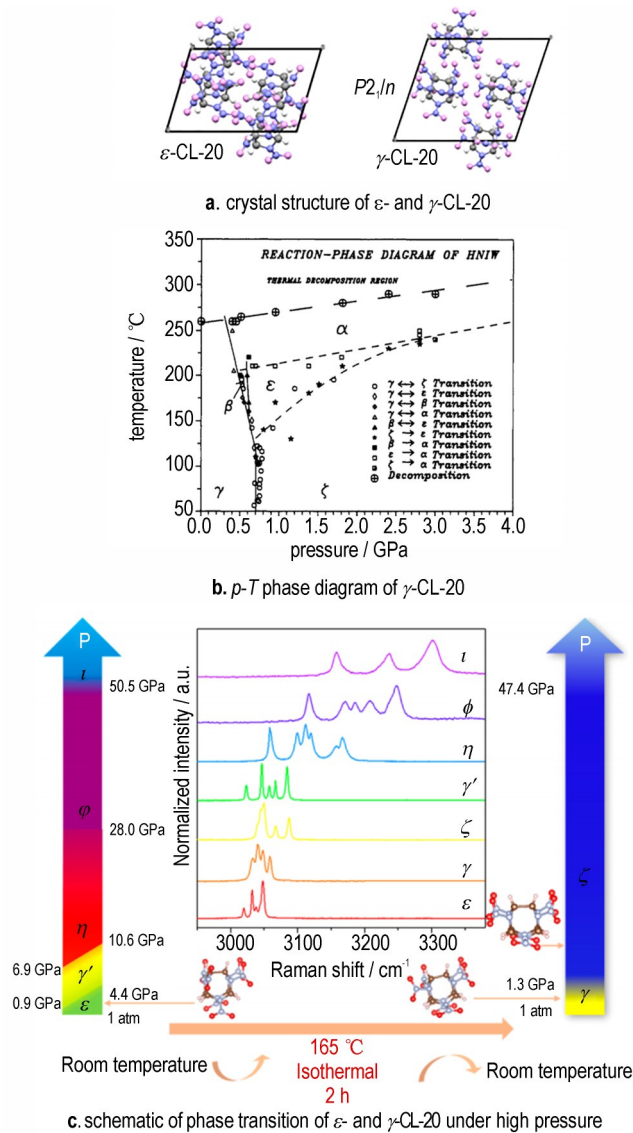 P2₁/n
ε-CL-20
γ-CL-20
a. crystal structure of ε- and γ-CL-20
350
300
250
200
150
100
50
temperature / ℃
REACTION-PHASE DIAGRAM OF HNIW
THERMAL DECOMPOSITION REGION
α
ε
β
γ
ζ
γ ↔ ζ Transition
γ ↔ ε Transition
γ ↔ β Transition
γ ↔ α Transition
β ↔ ε Transition
ζ → ε Transition
β → α Transition
ε → α Transition
ζ → α Transition
Decomposition
0.0 0.5 1.0 1.5 2.0 2.5 3.0 3.5 4.0
pressure / GPa
b. p-T phase diagram of γ-CL-20
P
ι
50.5 GPa
φ
28.0 GPa
η
10.6 GPa
6.9 GPa
γ′
4.4 GPa
0.9 GPa
ε
1 atm
Normalized intensity / a.u.
ι
ϕ
η
γ′
ζ
γ
ε
3000 3100 3200 3300
Raman shift / cm⁻¹
P
47.4 GPa
ζ
1.3 GPa
γ
1 atm
Room temperature
165 ℃
Isothermal
2 h
Room temperature
c. schematic of phase transition of ε- and γ-CL-20 under high pressure